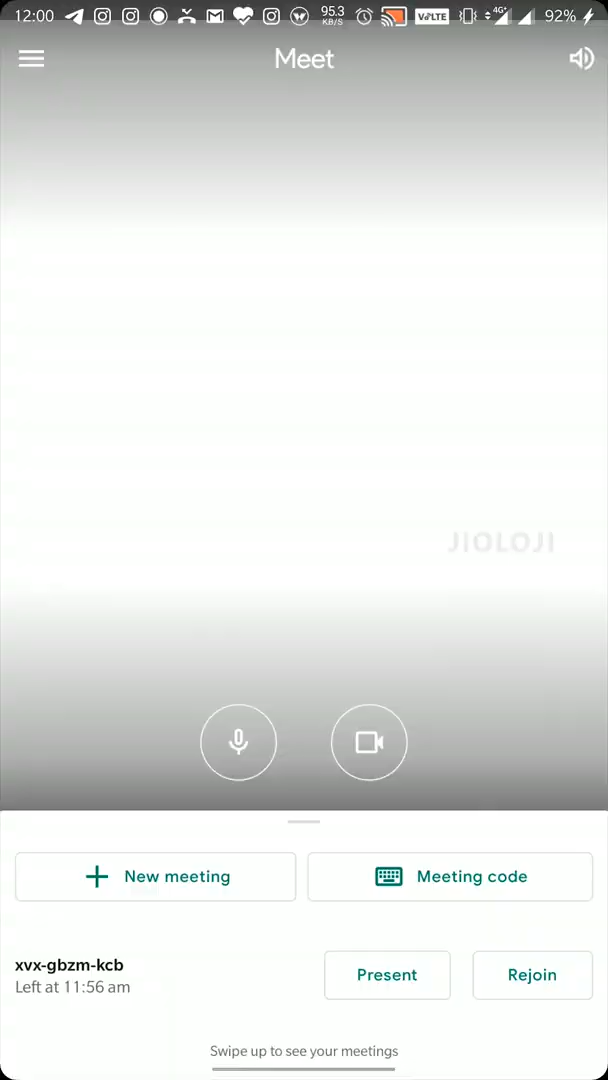 12:00 95.3 KB/S VoLTE 4G+ 92%
Meet
JIOLOJI
New meeting
Meeting code
xvx-gbzm-kcb
Left at 11:56 am
Present
Rejoin
Swipe up to see your meetings